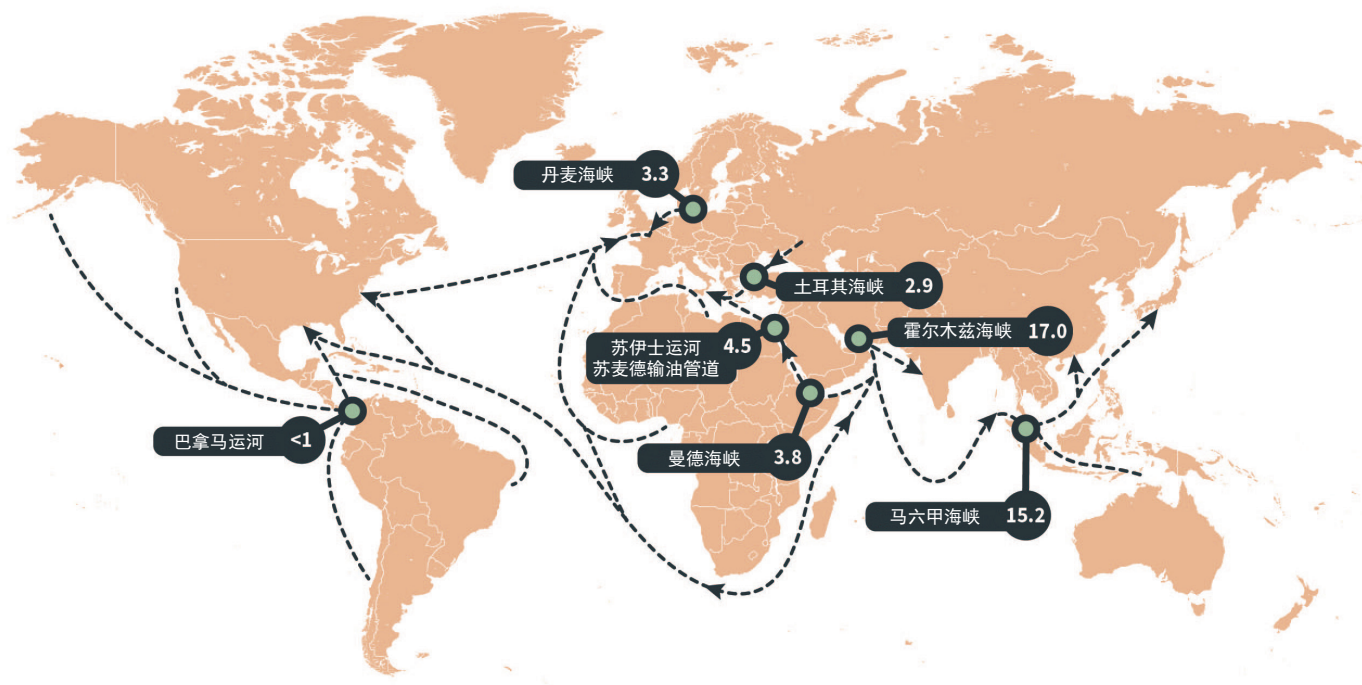 丹麦海峡 3.3
土耳其海峡 2.9
霍尔木兹海峡 17.0
苏伊士运河 4.5
苏麦德输油管道
巴拿马运河 <1
曼德海峡 3.8
马六甲海峡 15.2